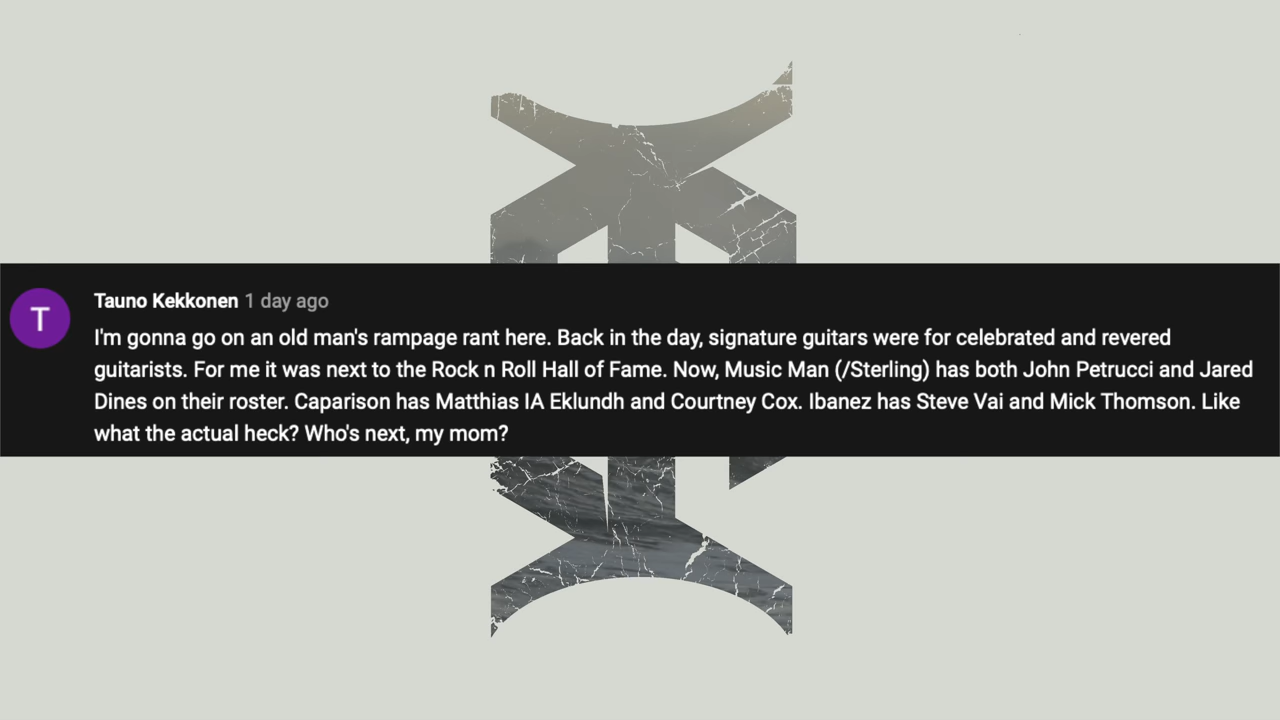 T
Tauno Kekkonen 1 day ago
I'm gonna go on an old man's rampage rant here. Back in the day, signature guitars were for celebrated and revered
guitarists. For me it was next to the Rock n Roll Hall of Fame. Now, Music Man (/Sterling) has both John Petrucci and Jared
Dines on their roster. Caparison has Matthias IA Eklundh and Courtney Cox. Ibanez has Steve Vai and Mick Thomson. Like
what the actual heck? Who's next, my mom?